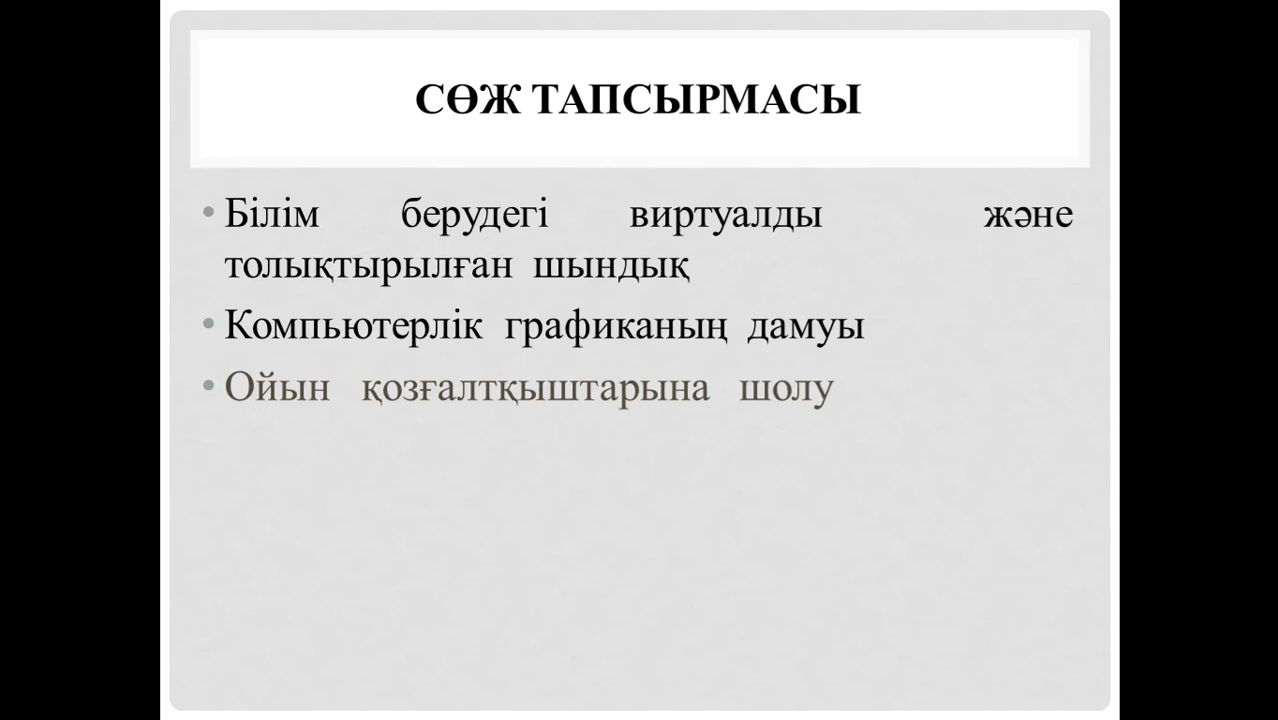 СӨЖ ТАПСЫРМАСЫ
• Білім берудегі виртуалды және
толықтырылған шындық
• Компьютерлік графиканың дамуы
• Ойын қозғалтқыштарына шолу